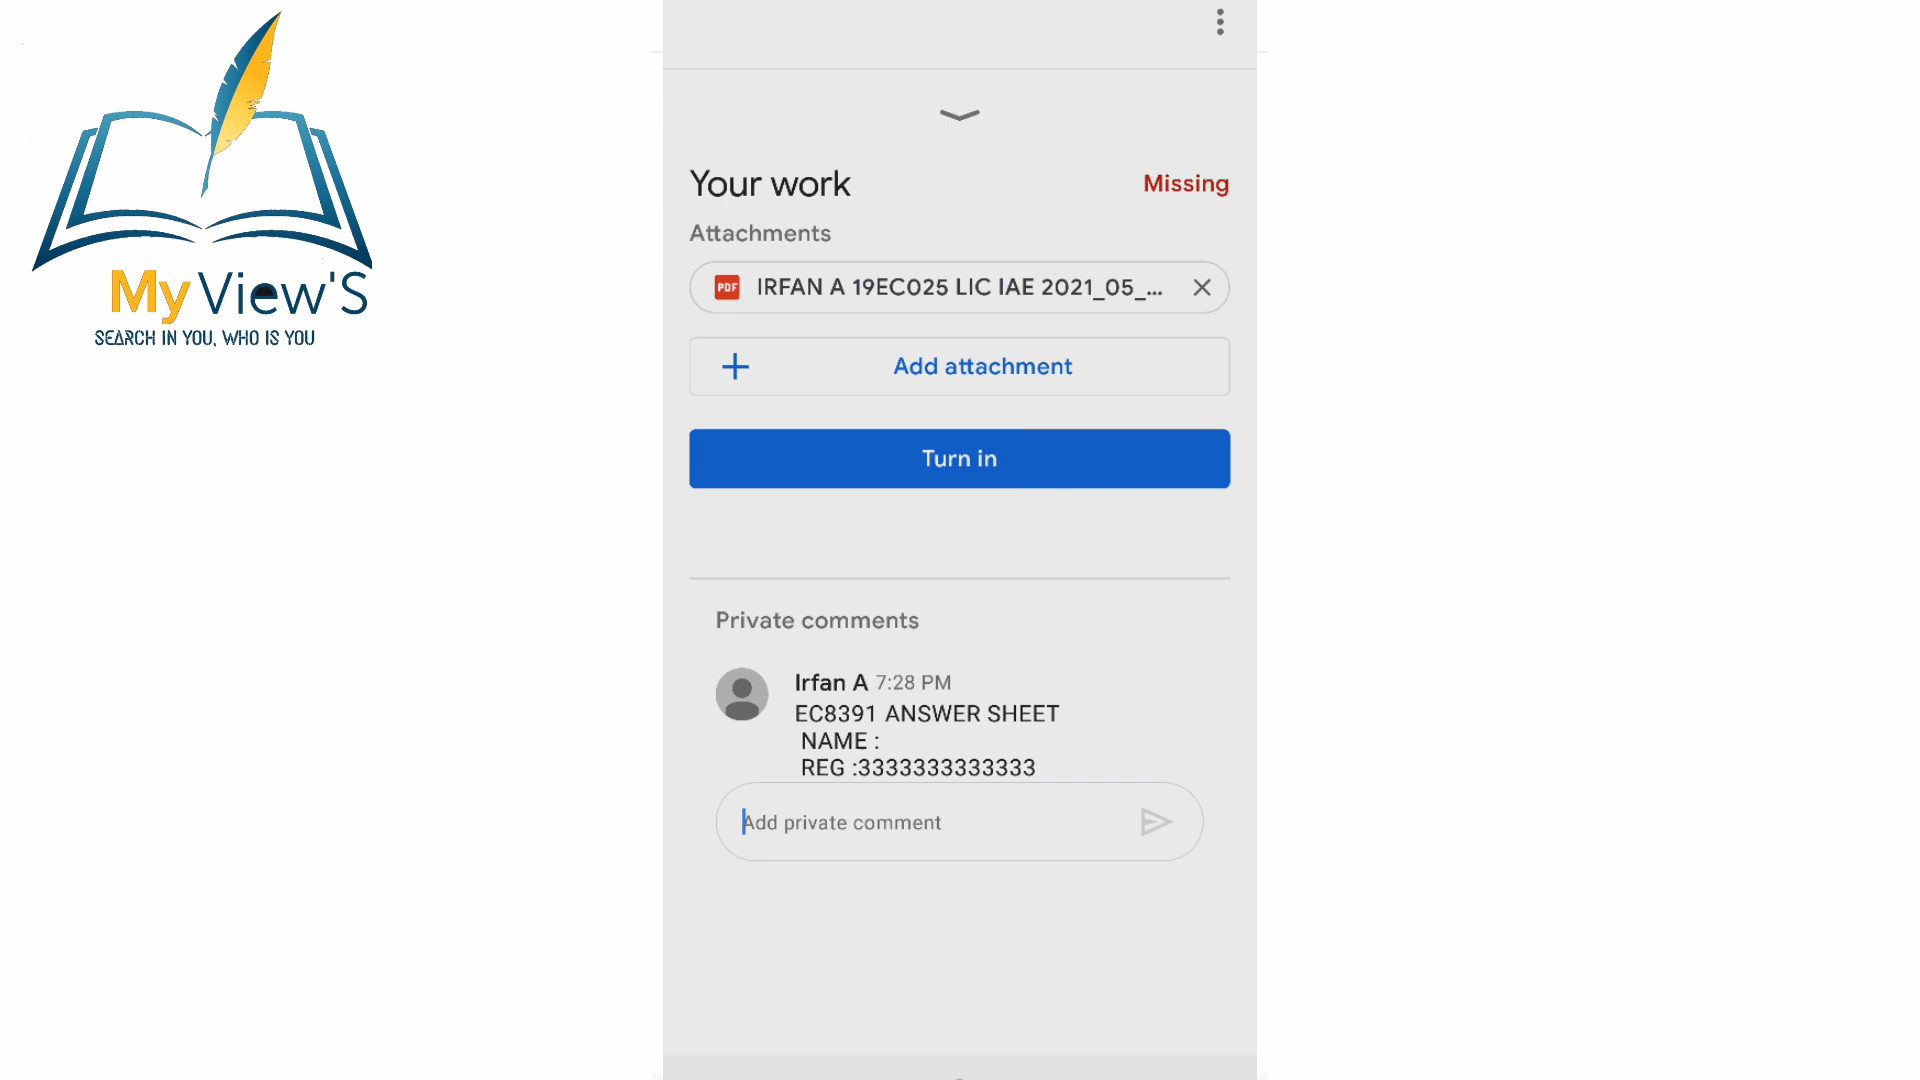 My View'S
SEARCH IN YOU, WHO IS YOU
Your work
Missing
Attachments
PDF
IRFAN A 19EC025 LIC IAE 2021_05_...
Add attachment
Turn in
Private comments
Irfan A 7:28 PM
EC8391 ANSWER SHEET
NAME :
REG :3333333333333
Add private comment